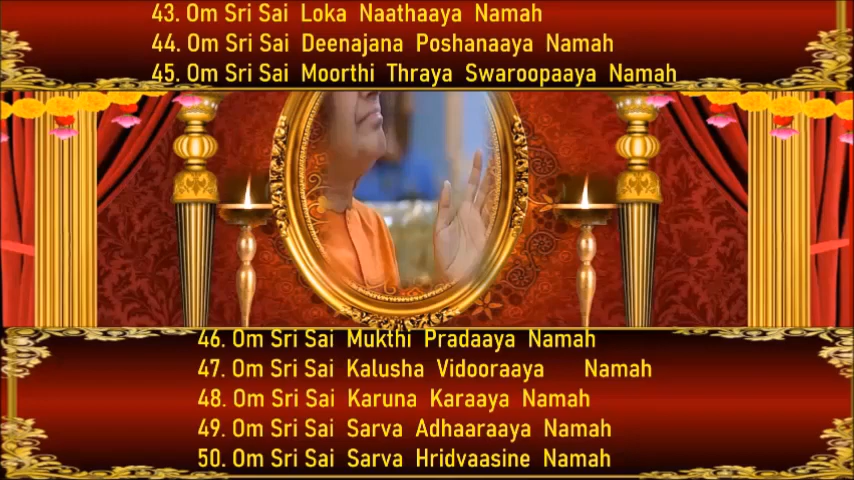 43. Om Sri Sai Loka Naathaaya Namah
44. Om Sri Sai Deenajana Poshanaaya Namah
45. Om Sri Sai Moorthi Thraya Swaroopaaya Namah
46. Om Sri Sai Mukthi Pradaaya Namah
47. Om Sri Sai Kalusha Vidooraaya Namah
48. Om Sri Sai Karuna Karaaya Namah
49. Om Sri Sai Sarva Adhaaraaya Namah
50. Om Sri Sai Sarva Hridvaasine Namah